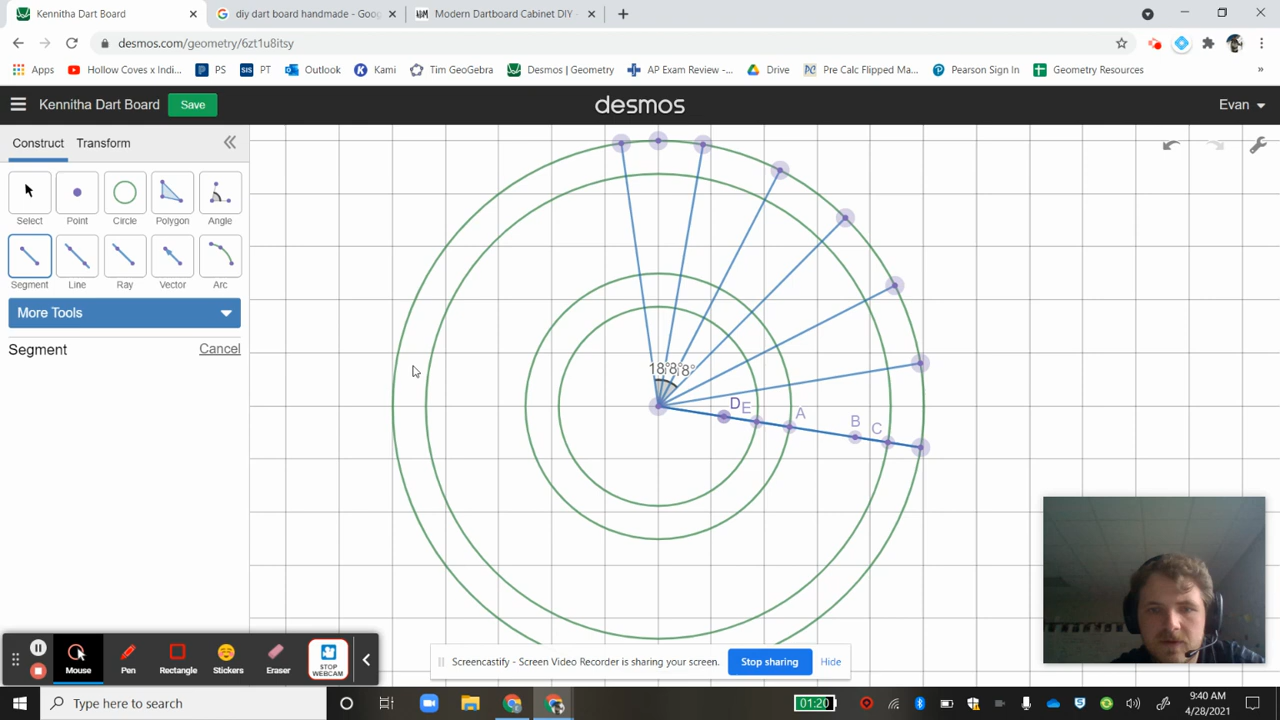 Kennitha Dart Board
diy dart board handmade - Goog
Modern Dartboard Cabinet DIY -
desmos.com/geometry/6zt1u8itsy
Apps
Hollow Coves x Indi...
PS
PT
Outlook
Kami
Tim GeoGebra
Desmos | Geometry
AP Exam Review -...
Drive
Pre Calc Flipped Ma...
Pearson Sign In
Geometry Resources
Kennitha Dart Board
Save
desmos
Evan
Construct
Transform
Select
Point
Circle
Polygon
Angle
Segment
Line
Ray
Vector
Arc
More Tools
Segment
Cancel
D
E
A
B
C
Mouse
Pen
Rectangle
Stickers
Eraser
STOP
WEBCAM
Screencastify - Screen Video Recorder is sharing your screen.
Stop sharing
Hide
Type here to search
01:20
9:40 AM
4/28/2021